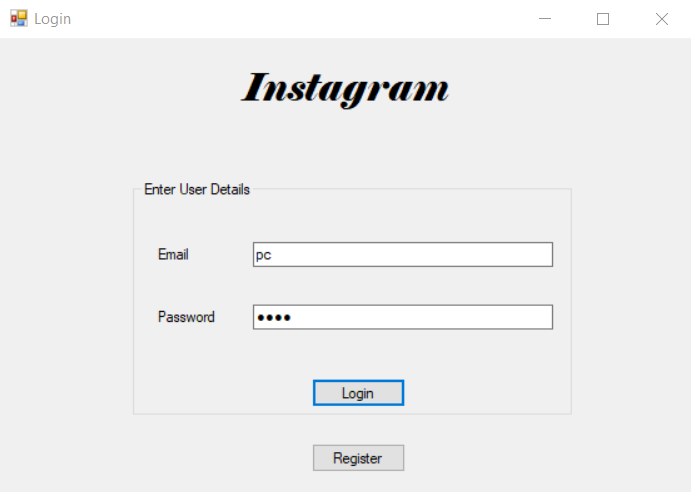 Login
Instagram
Enter User Details
Email pc
Password ••••
Login
Register